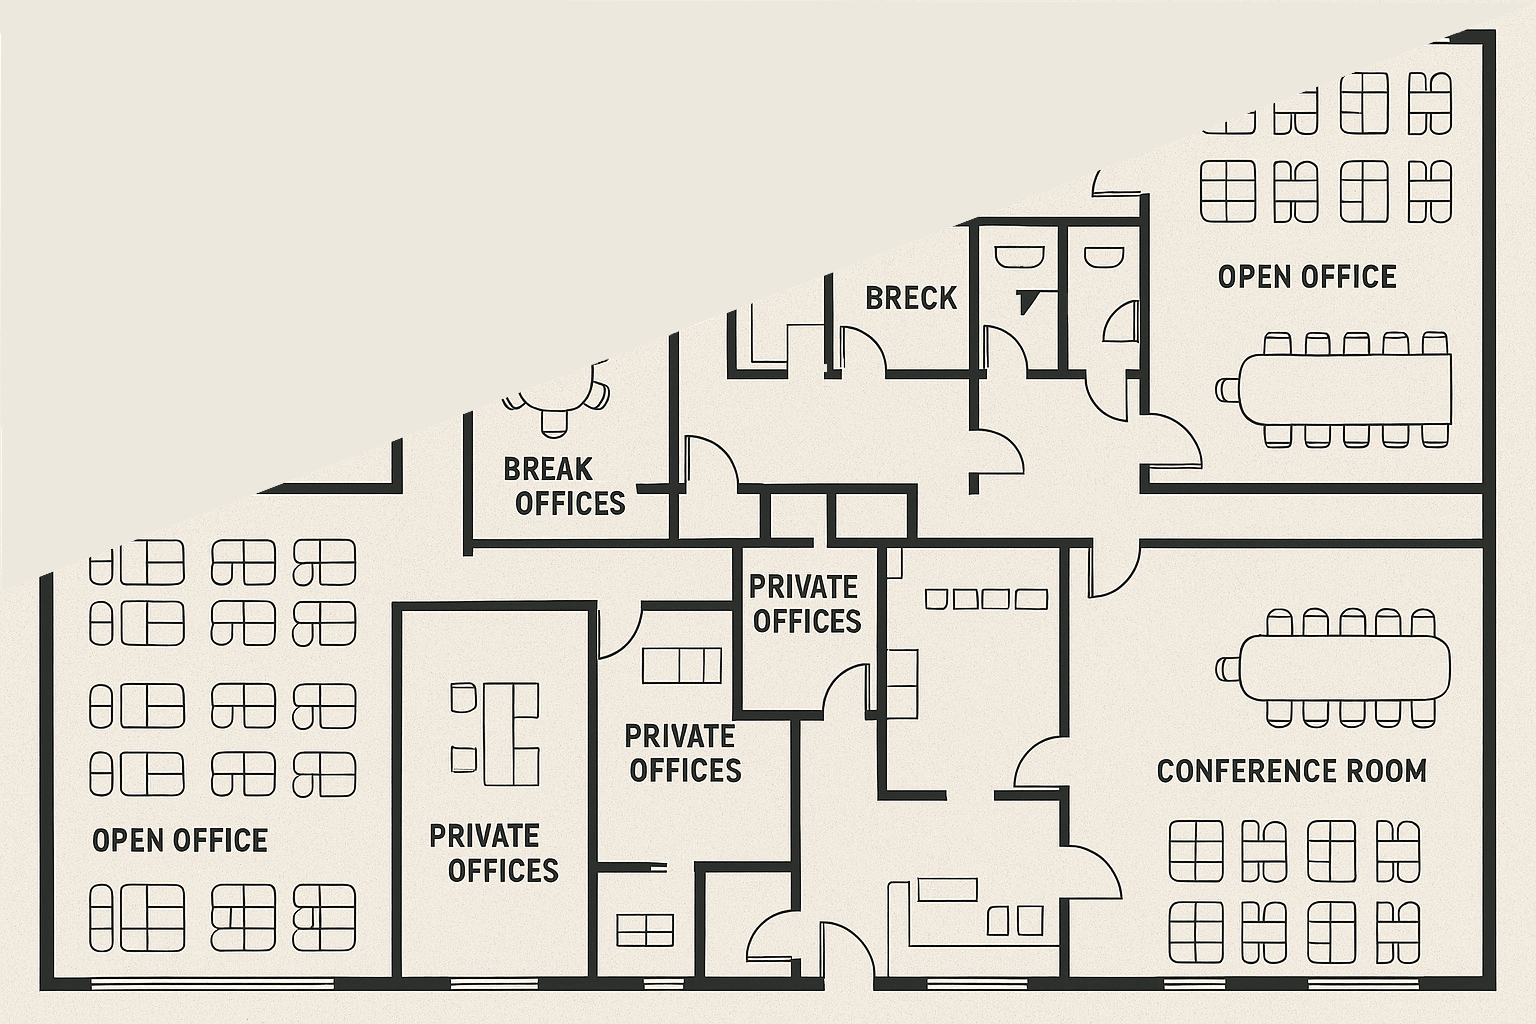 OPEN OFFICE
BRECK
BREAK
OFFICES
PRIVATE
OFFICES
PRIVATE
OFFICES
CONFERENCE ROOM
OPEN OFFICE
PRIVATE
OFFICES